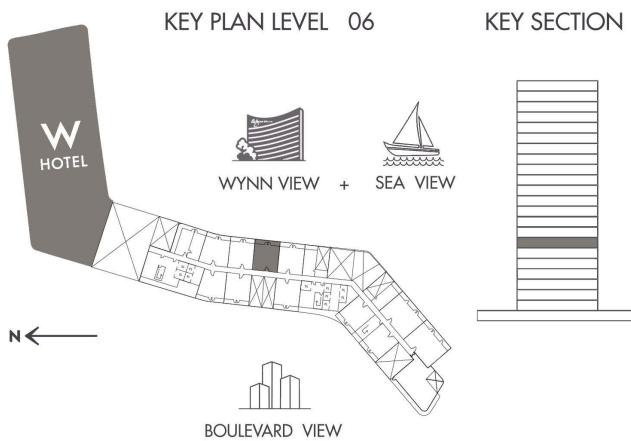 KEY PLAN LEVEL 06
KEY SECTION
W
HOTEL
WYNN VIEW + SEA VIEW
N
BOULEVARD VIEW